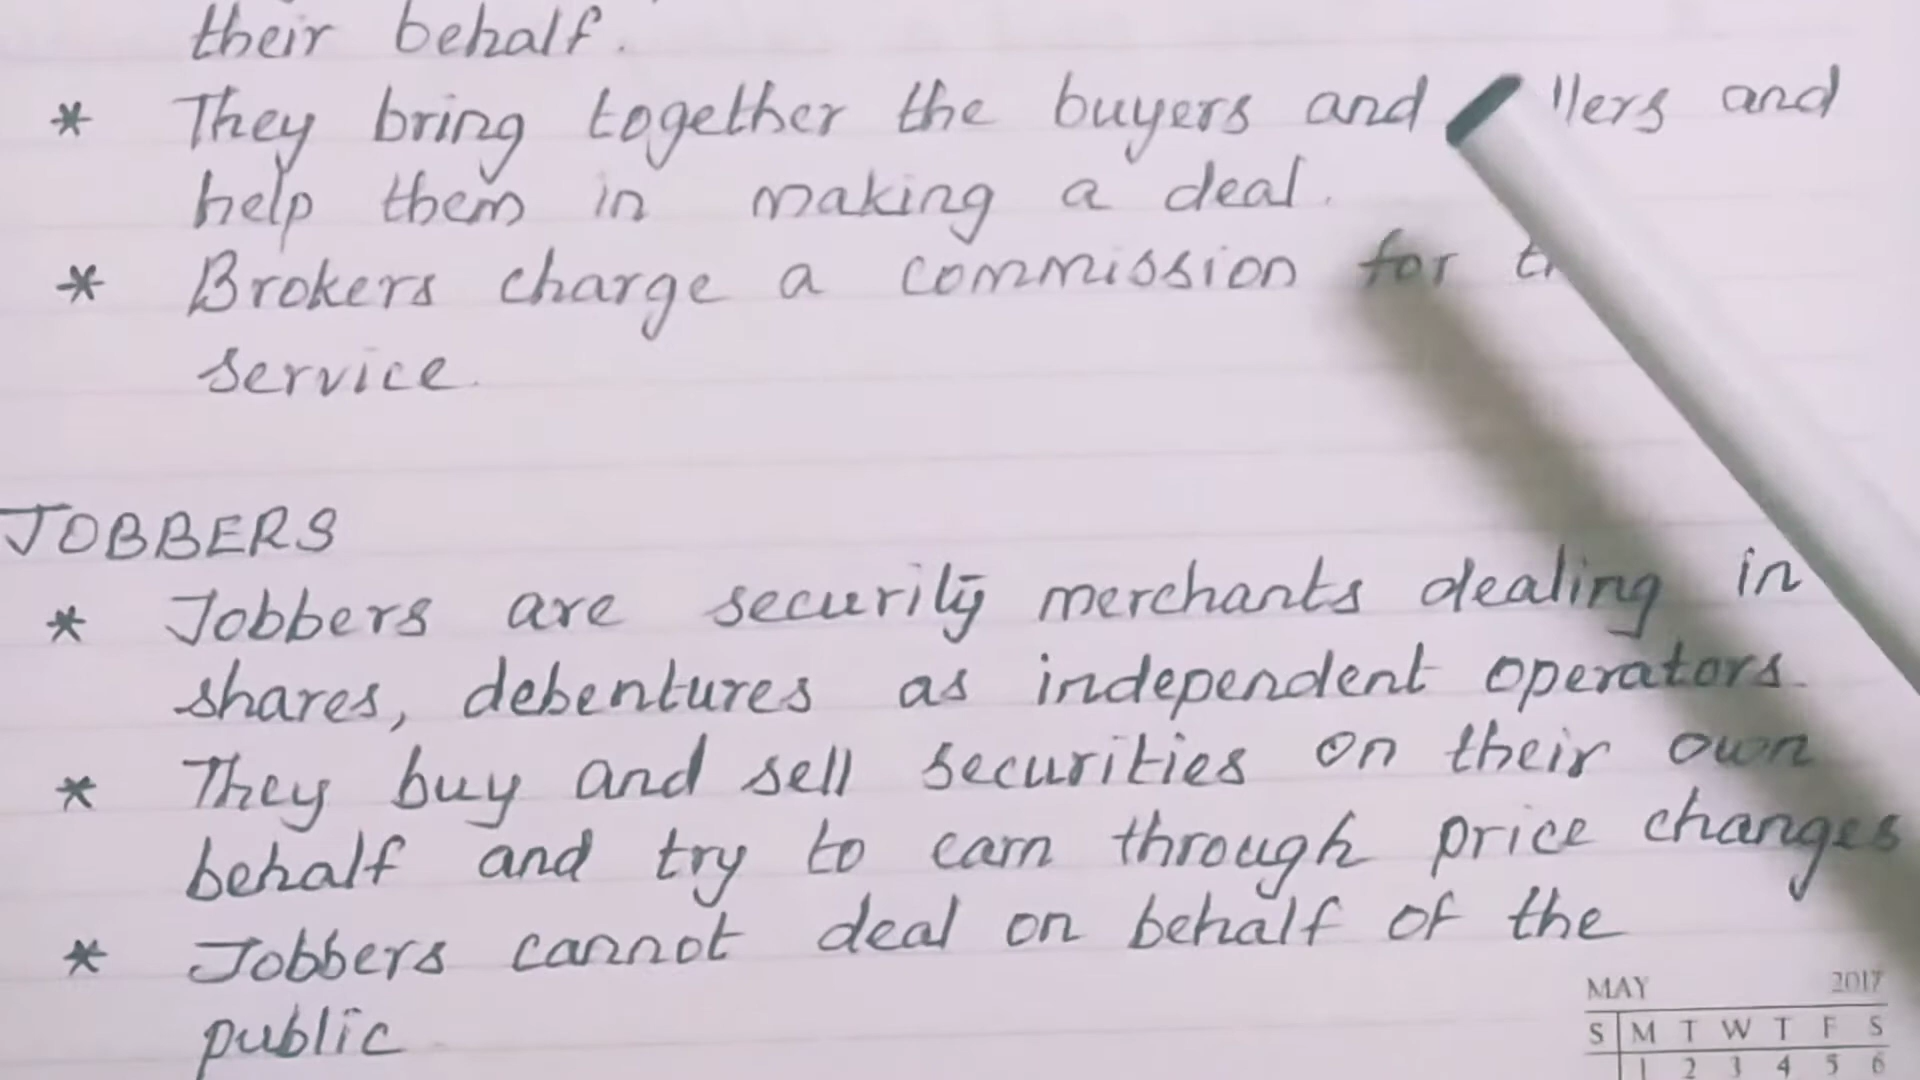 their behalf.
* They bring together the buyers and and
help them in making a deal.
* Brokers charge a commission for
service.
JOBBERS
* Jobbers are security merchants dealing in
shares, debentures as independent operators.
* They buy and sell securities on their own
behalf and try to earn through price changes
* Jobbers cannot deal on behalf of the
public
MAY 2017
S M T W T F S
1 2 3 4 5 6